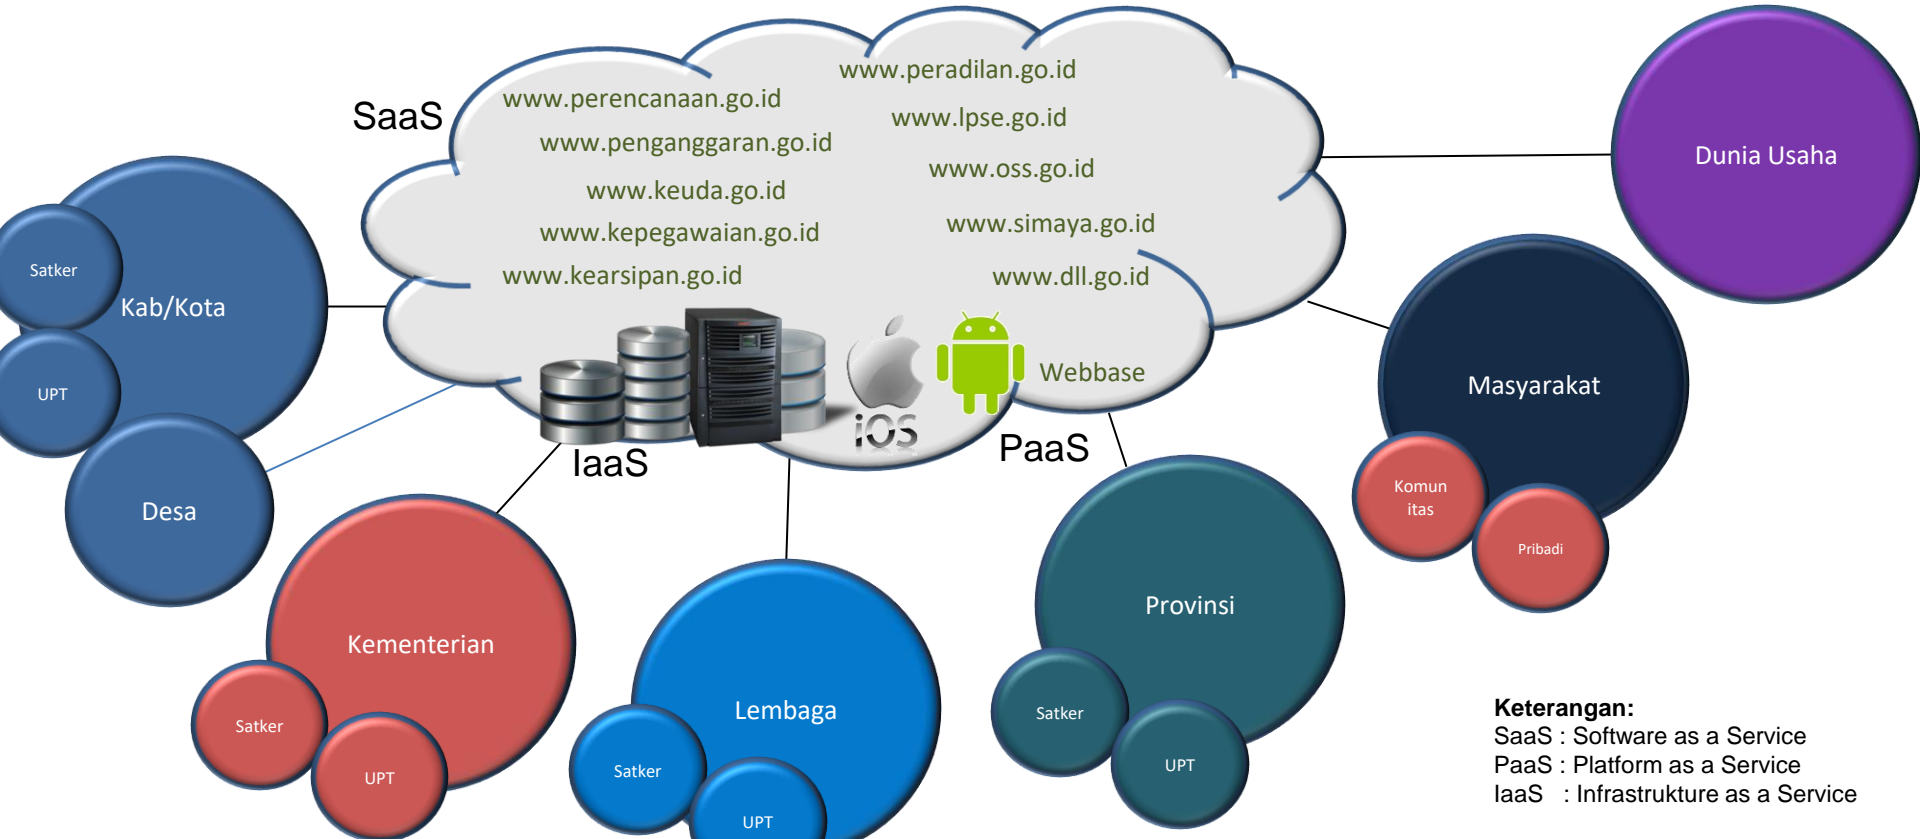 SaaS
www.perencanaan.go.id
www.penganggaran.go.id
www.keuda.go.id
www.kepegawaian.go.id
www.kearsipan.go.id
www.peradilan.go.id
www.lpse.go.id
www.oss.go.id
www.simaya.go.id
www.dll.go.id
iOS
Webbase
IaaS
PaaS
Kab/Kota
Satker
UPT
Desa
Kementerian
Satker
UPT
Lembaga
Satker
UPT
Provinsi
Satker
UPT
Masyarakat
Komun
itas
Pribadi
Dunia Usaha
Keterangan:
SaaS : Software as a Service
PaaS : Platform as a Service
IaaS : Infrastrukture as a Service